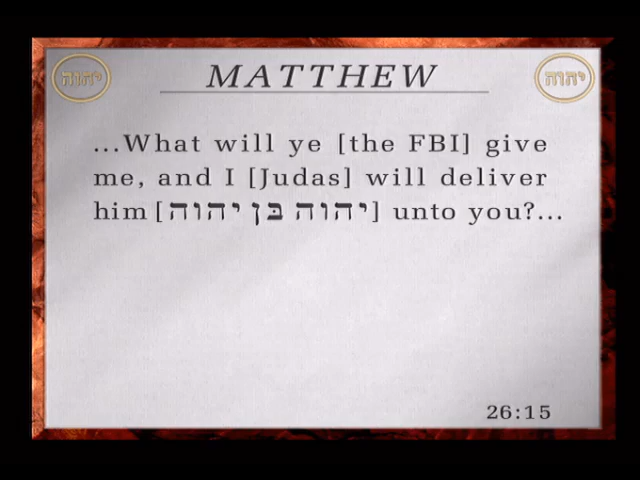 יהוה
MATTHEW
יהוה
...What will ye [the FBI] give
me, and I [Judas] will deliver
him [יהוה בּן יהוה] unto you?...
26:15